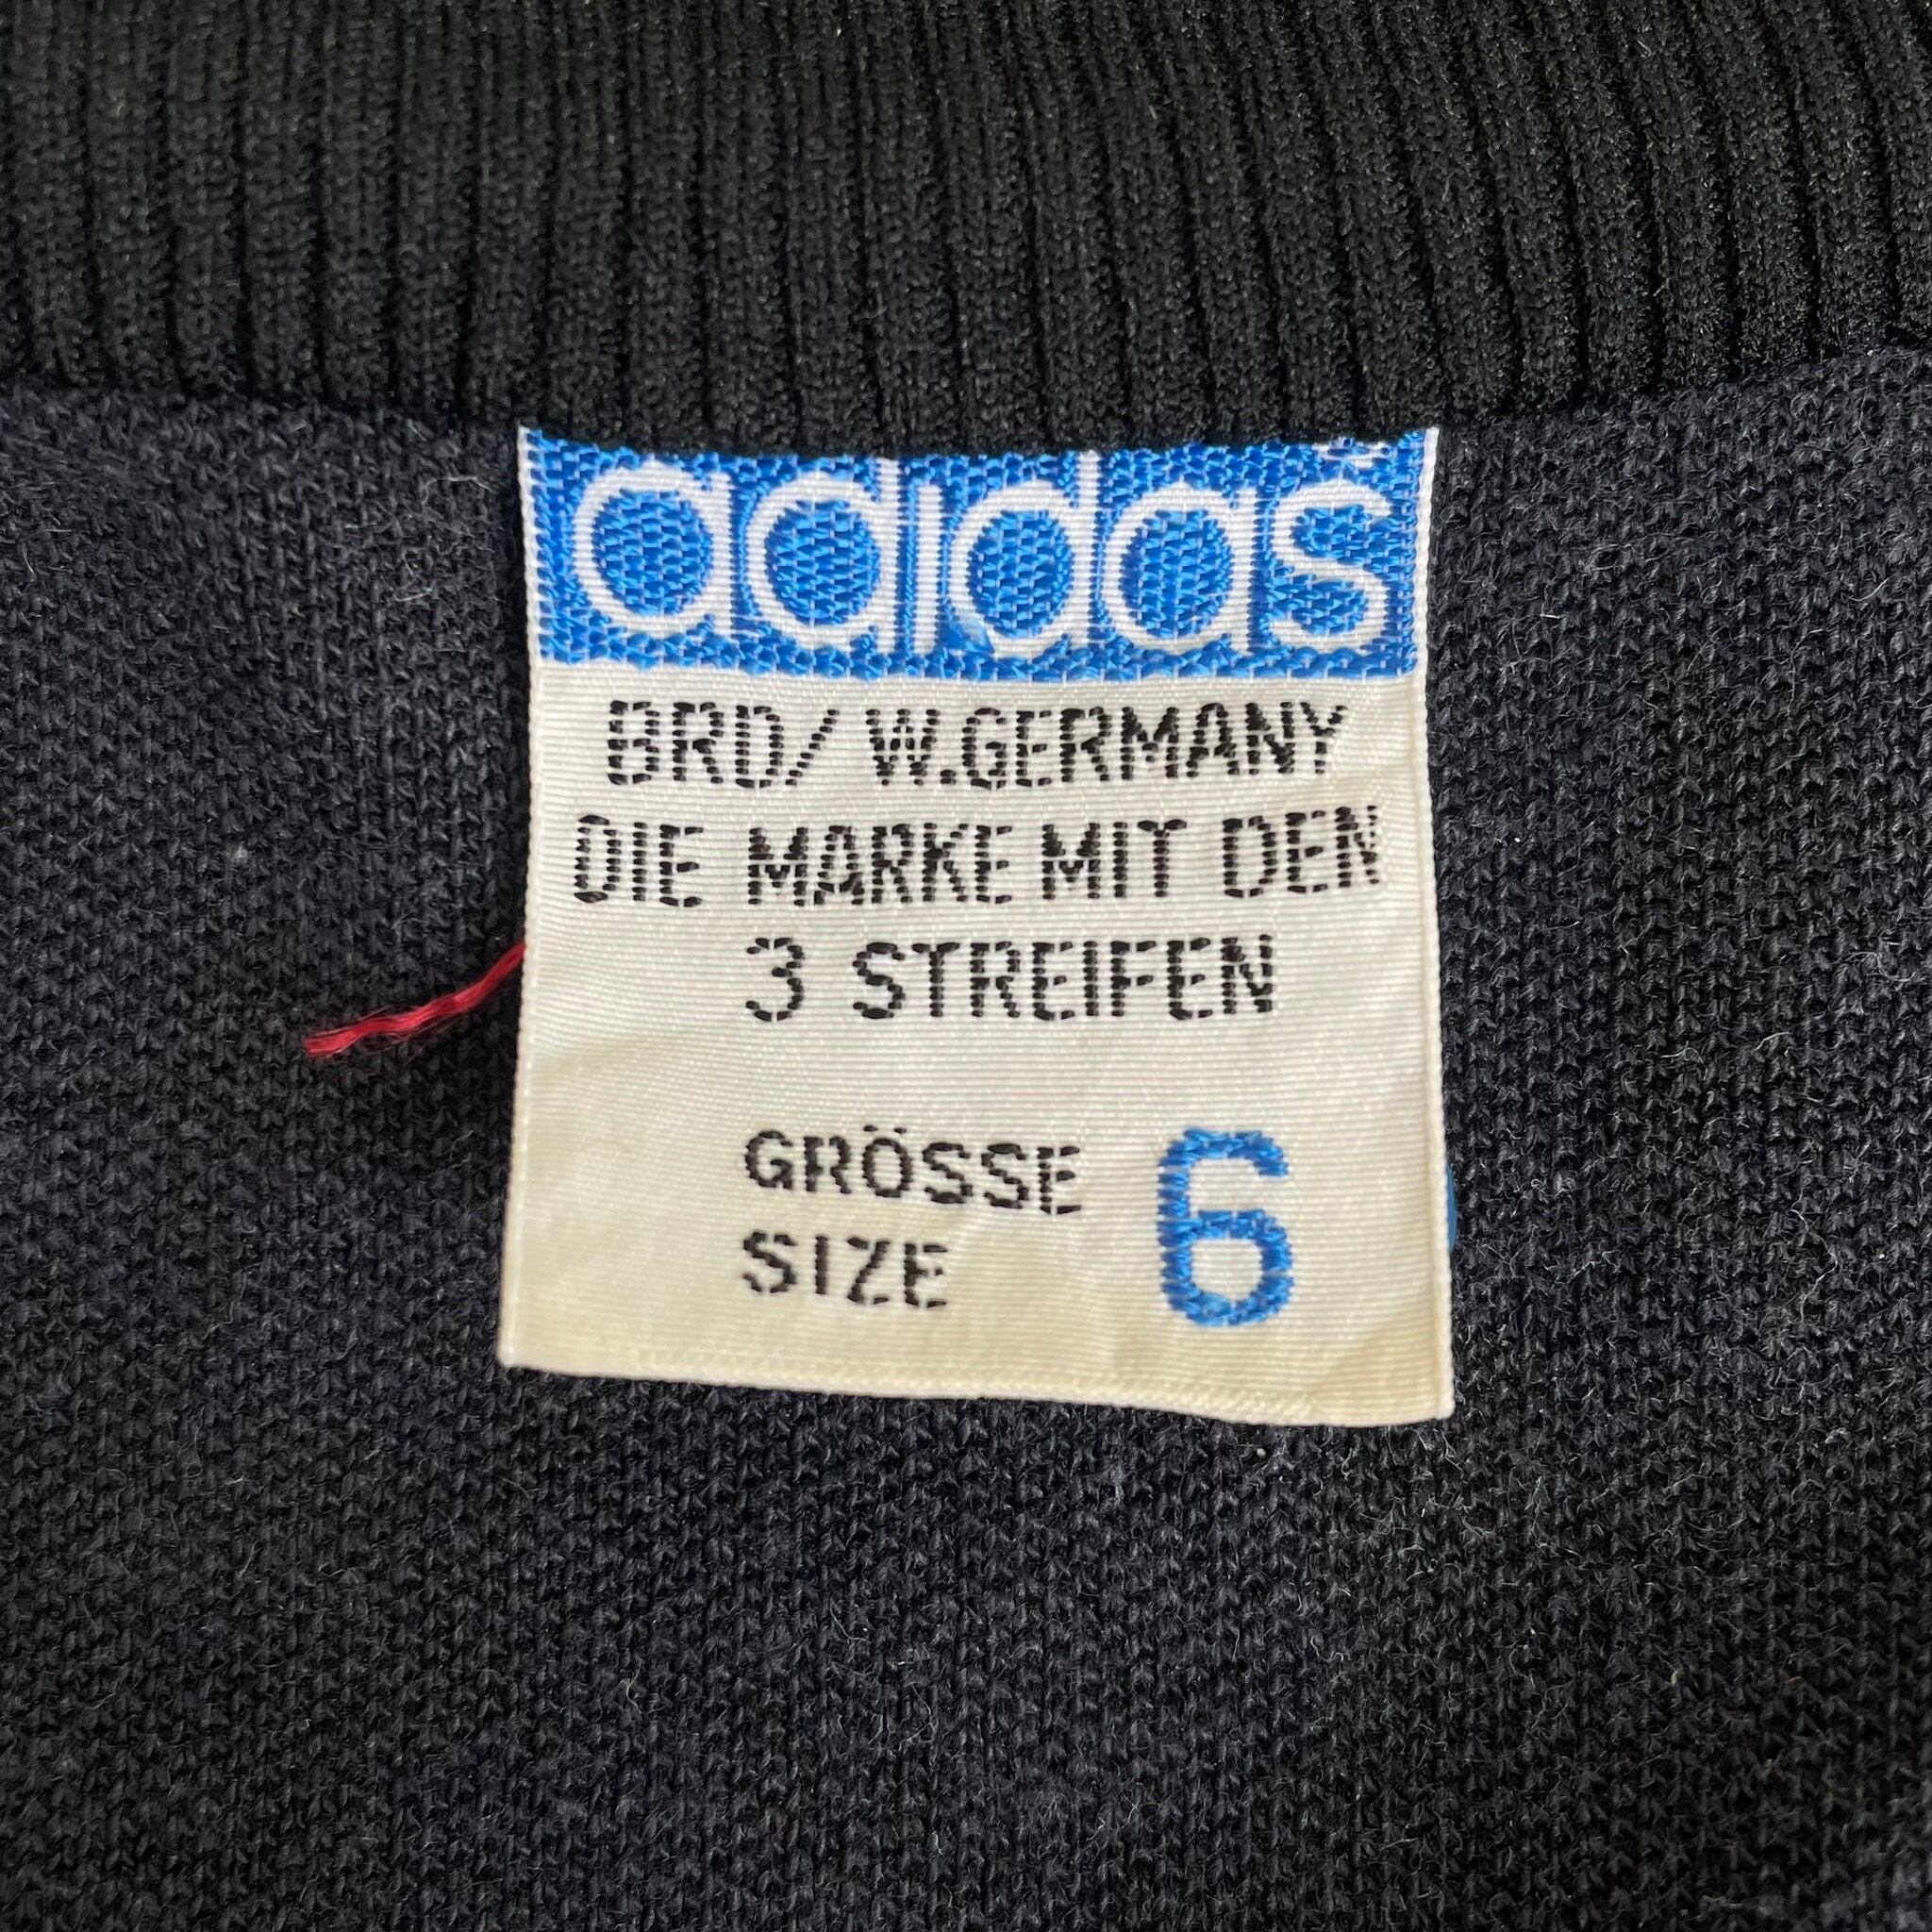 adidas
BRD/ W.GERMANY
DIE MARKE MIT DEN
3 STREIFEN
GRÖSSE 6
SIZE